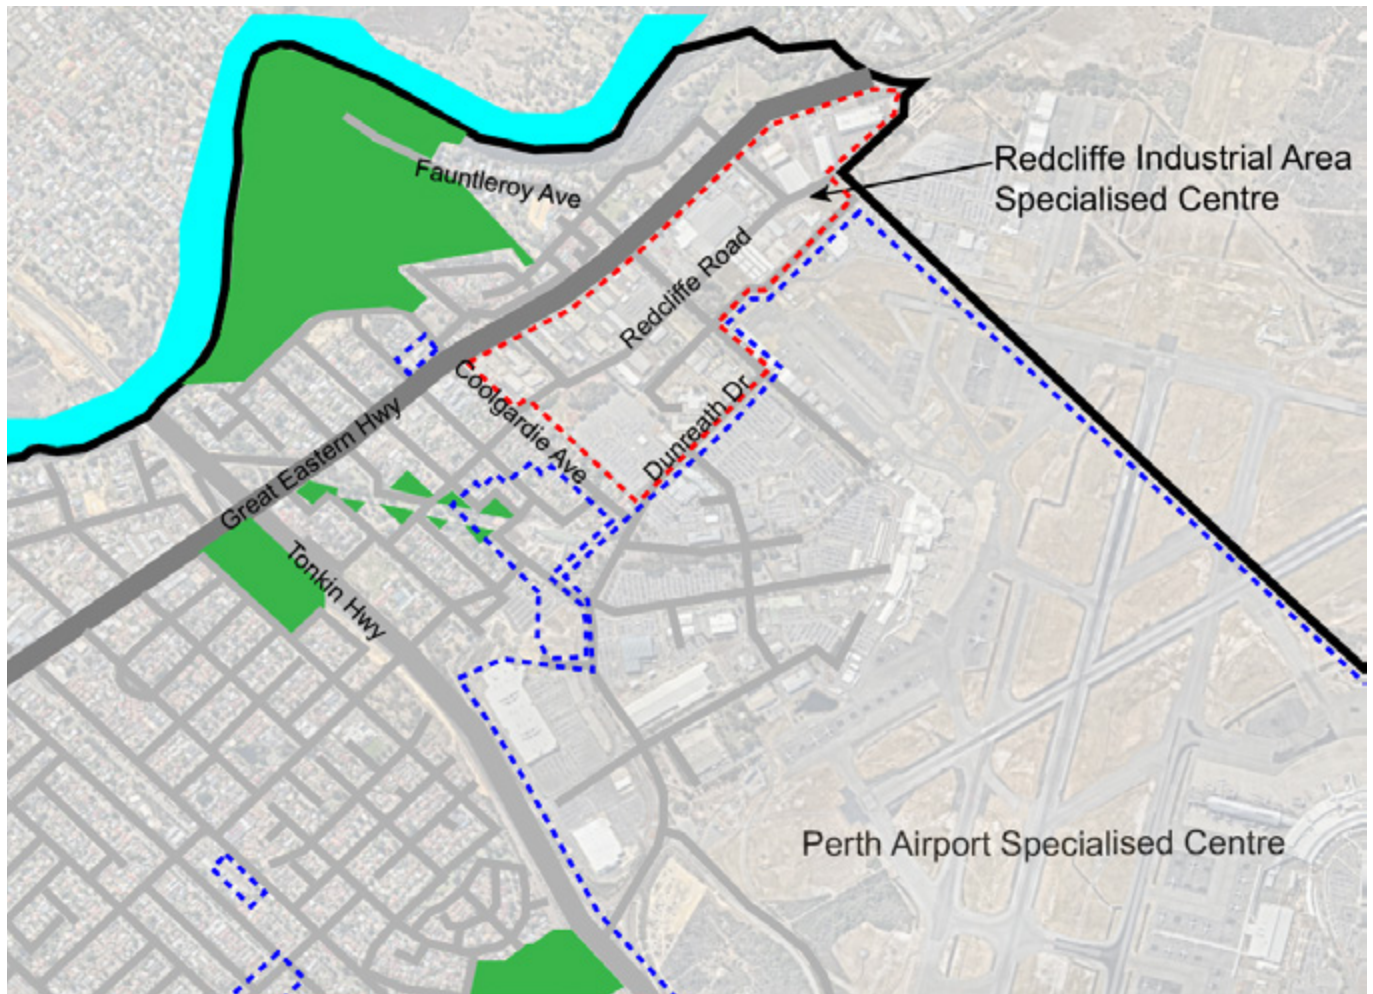 Redcliffe Industrial Area
Specialised Centre
Fauntleroy Ave
Redcliffe Road
Coolgardie Ave
Dunreath Dr
Great Eastern Hwy
Tonkin Hwy
Perth Airport Specialised Centre